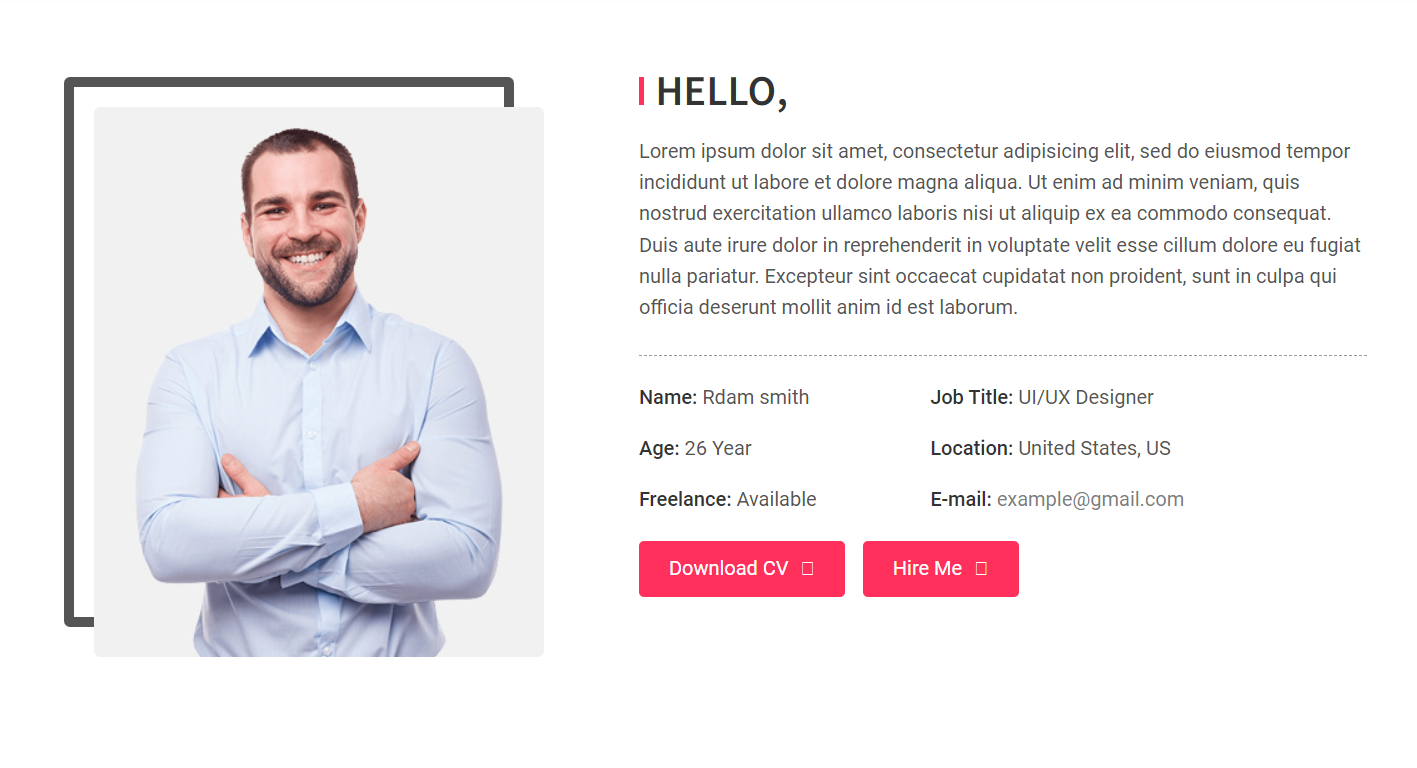 HELLO,
Lorem ipsum dolor sit amet, consectetur adipisicing elit, sed do eiusmod tempor
incididunt ut labore et dolore magna aliqua. Ut enim ad minim veniam, quis
nostrud exercitation ullamco laboris nisi ut aliquip ex ea commodo consequat.
Duis aute irure dolor in reprehenderit in voluptate velit esse cillum dolore eu fugiat
nulla pariatur. Excepteur sint occaecat cupidatat non proident, sunt in culpa qui
officia deserunt mollit anim id est laborum.
Name: Rdam smith
Job Title: UI/UX Designer
Age: 26 Year
Location: United States, US
Freelance: Available
E-mail: example@gmail.com
Download CV
Hire Me